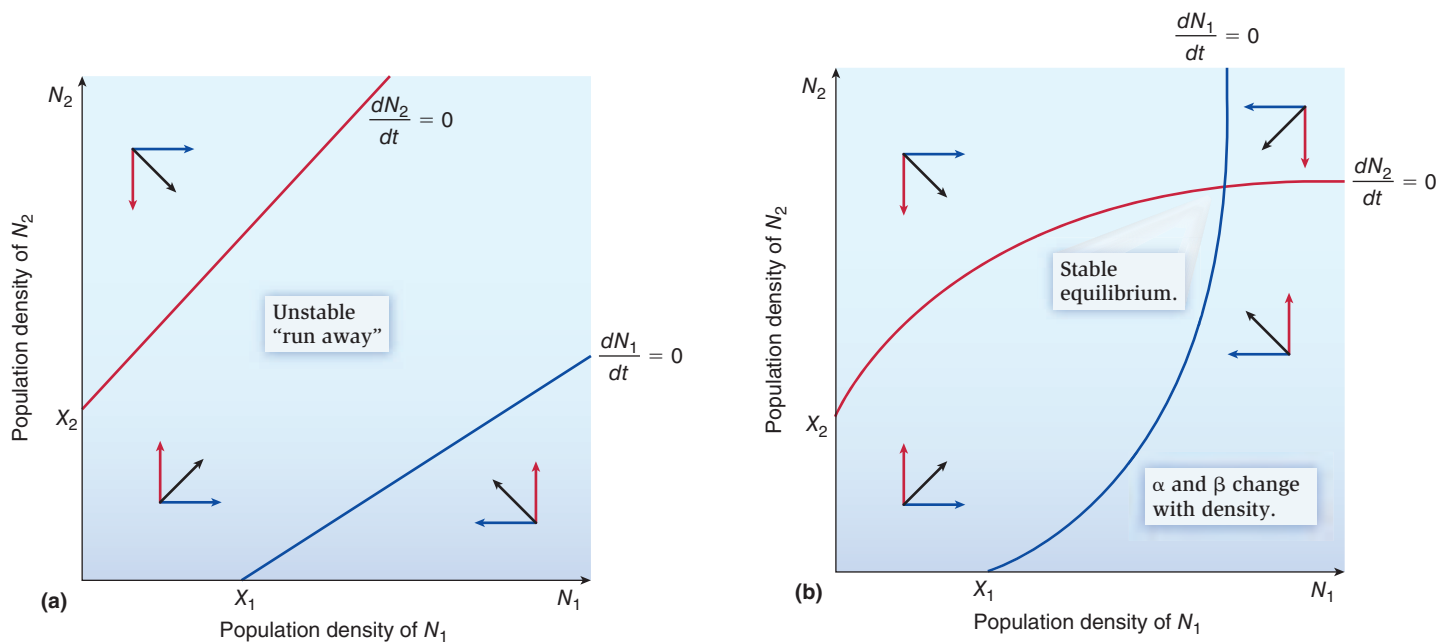 N2
dN2/dt = 0
Population density of N2
Unstable
“run away”
dN1/dt = 0
X2
(a)
X1
N1
Population density of N1
dN1/dt = 0
N2
dN2/dt = 0
Population density of N2
Stable
equilibrium.
X2
α and β change
with density.
(b)
X1
N1
Population density of N1